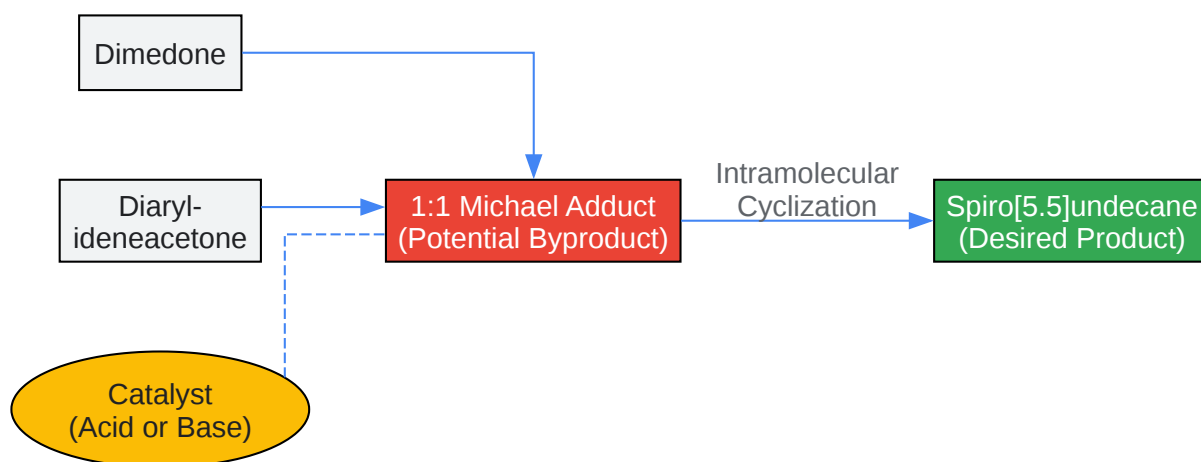 Dimedone
Diaryl-
ideneacetone
1:1 Michael Adduct
(Potential Byproduct)
Intramolecular
Cyclization
Spiro[5.5]undecane
(Desired Product)
Catalyst
(Acid or Base)